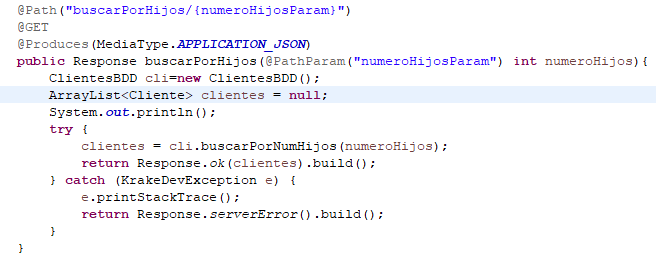 @Path("buscarPorHijos/{numeroHijosParam}")
@GET
@Produces(MediaType.APPLICATION_JSON)
public Response buscarPorHijos(@PathParam("numeroHijosParam") int numeroHijos){
    ClientesBDD cli=new ClientesBDD();
    ArrayList<Cliente> clientes = null;
    System.out.println();
    try {
        clientes = cli.buscarPorNumHijos(numeroHijos);
        return Response.ok(clientes).build();
    } catch (KrakeDevException e) {
        e.printStackTrace();
        return Response.serverError().build();
    }
}